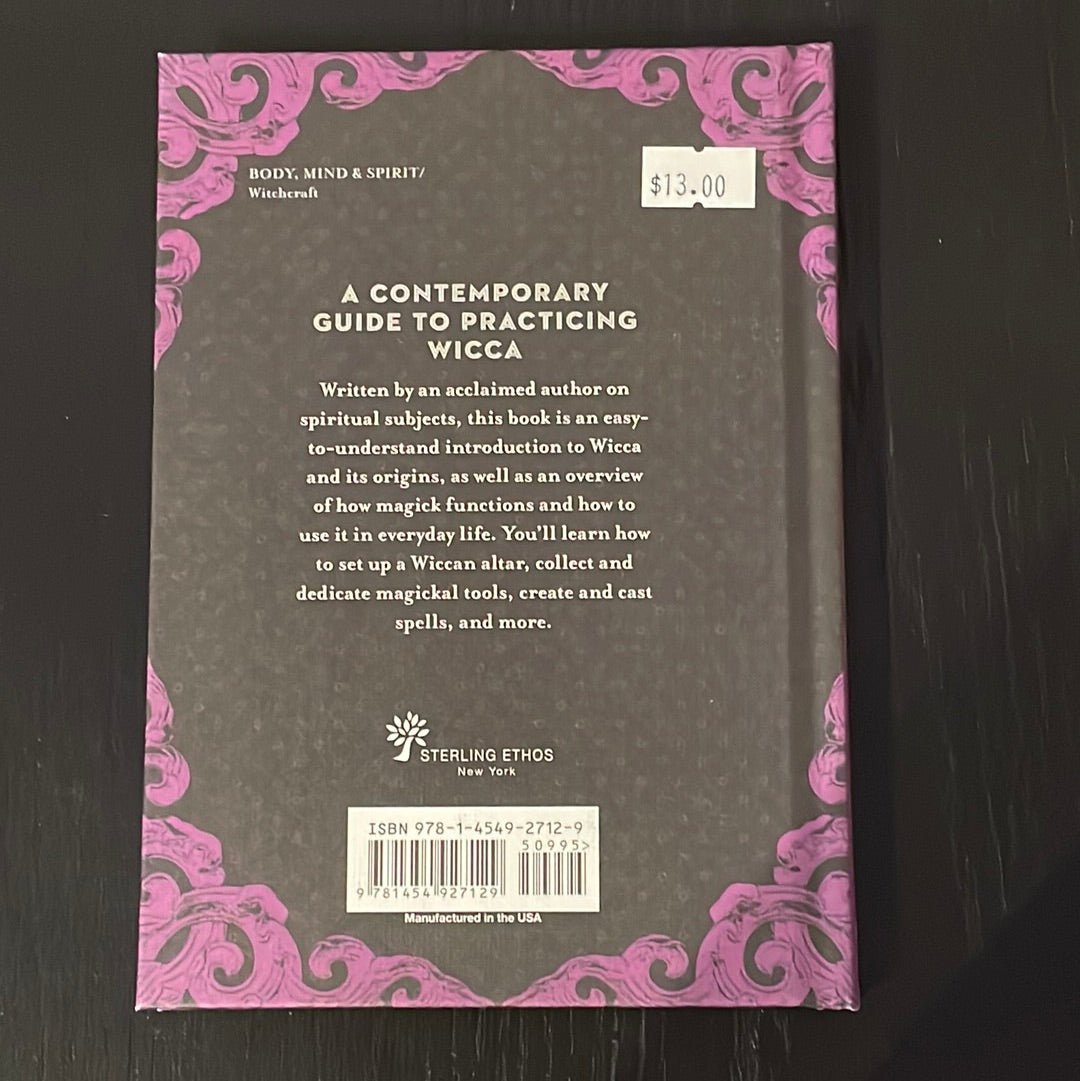 BODY, MIND & SPIRIT/
Witchcraft
$13.00
A CONTEMPORARY
GUIDE TO PRACTICING
WICCA
Written by an acclaimed author on
spiritual subjects, this book is an easy-
to-understand introduction to Wicca
and its origins, as well as an overview
of how magick functions and how to
use it in everyday life. You’ll learn how
to set up a Wiccan altar, collect and
dedicate magickal tools, create and cast
spells, and more.
STERLING ETHOS
New York
ISBN 978-1-4549-2712-9
50995>
9 781454 927129
Manufactured in the USA